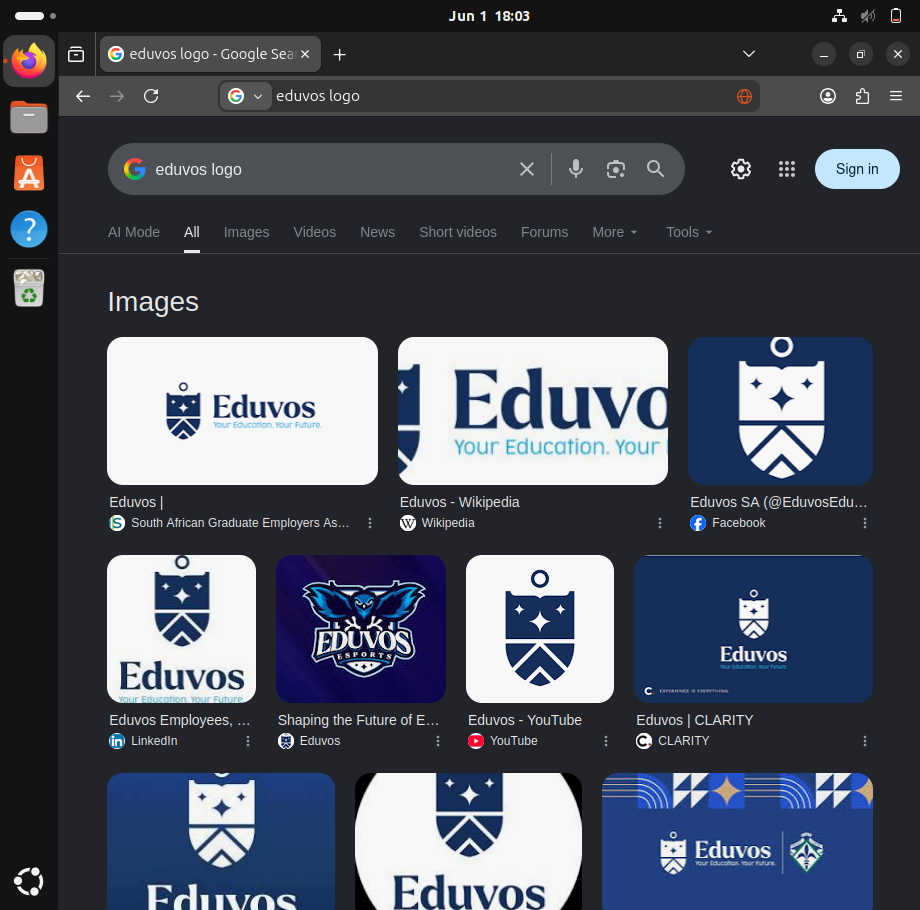 Jun 1 18:03
eduvos logo - Google Sea
eduvos logo
eduvos logo
Sign in
AI Mode All Images Videos News Short videos Forums More Tools
Images
Eduvos
Your Education. Your Future.
Eduvo
Your Education. Your
Eduvos |
South African Graduate Employers As...
Eduvos - Wikipedia
Wikipedia
Eduvos SA (@EduvosEdu...
Facebook
Eduvos
Your Education. Your Future.
EDUVOS
ESPORTS
Eduvos
Your Education. Your Future.
C. EXPERIENCE IS EVERYTHING
Eduvos Employees, ...
LinkedIn
Shaping the Future of E...
Eduvos
Eduvos - YouTube
YouTube
Eduvos | CLARITY
CLARITY
Eduvos
Eduvos
Eduvos
Your Education. Your Future.